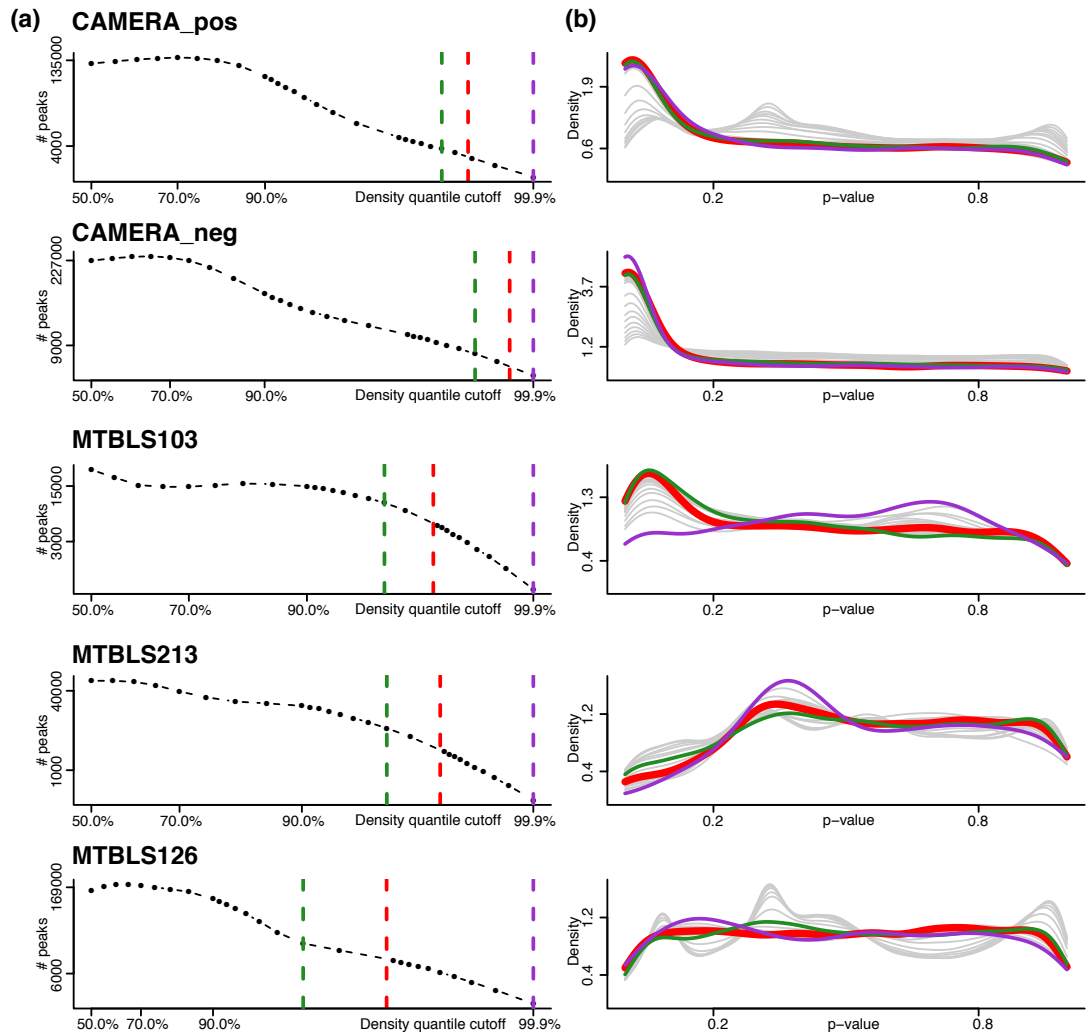 (a)
CAMERA_pos
(b)
# peaks
4000
135000
50.0%
70.0%
90.0%
Density quantile cutoff
99.9%
Density
0.6
1.9
0.2
p−value
0.8
CAMERA_neg
# peaks
9000
227000
50.0%
70.0%
90.0%
Density quantile cutoff
99.9%
Density
1.2
3.7
0.2
p−value
0.8
MTBLS103
# peaks
3000
15000
50.0%
70.0%
90.0%
Density quantile cutoff
99.9%
Density
0.4
1.3
0.2
p−value
0.8
MTBLS213
# peaks
1000
40000
50.0%
70.0%
90.0%
Density quantile cutoff
99.9%
Density
0.4
1.2
0.2
p−value
0.8
MTBLS126
# peaks
6000
169000
50.0%
70.0%
90.0%
Density quantile cutoff
99.9%
Density
0.4
1.2
0.2
p−value
0.8